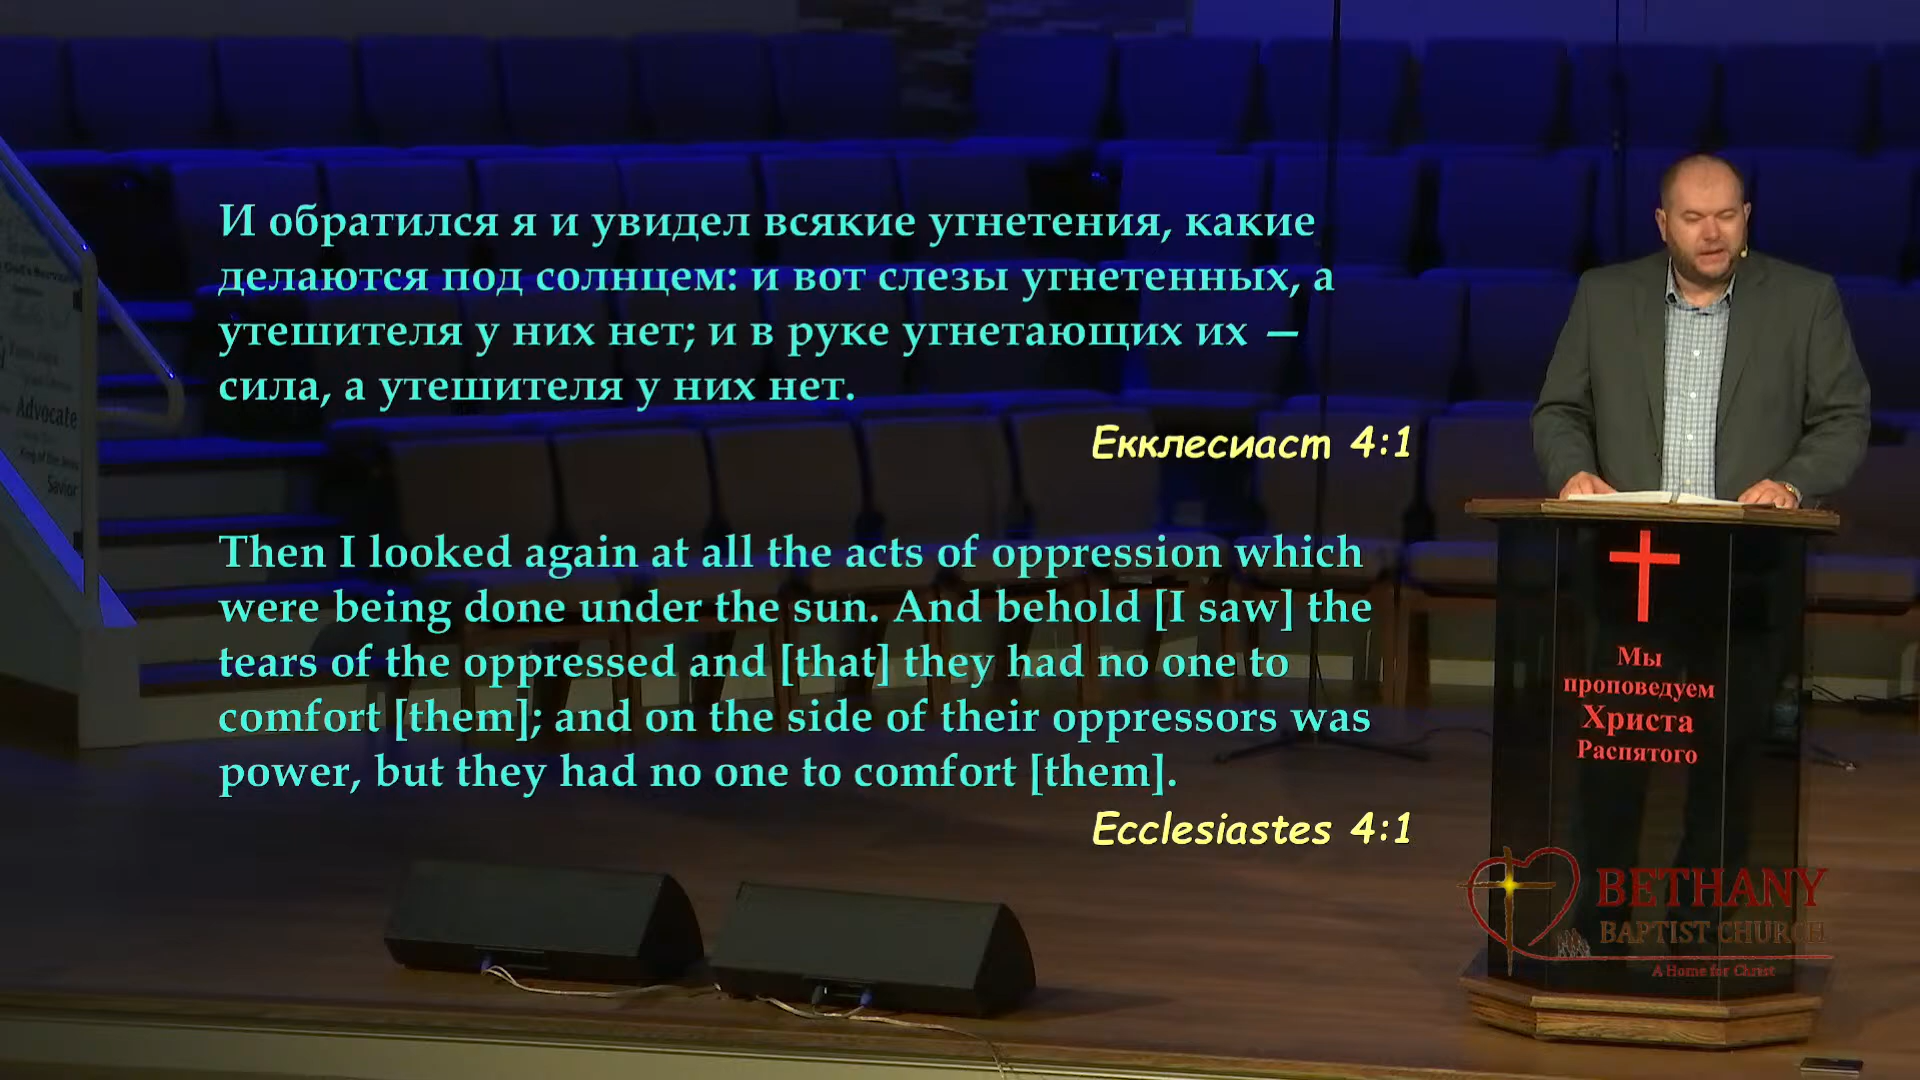 И обратился я и увидел всякие угнетения, какие
делаются под солнцем: и вот слезы угнетенных, а
утешителя у них нет; и в руке угнетающих их —
сила, а утешителя у них нет.
Екклесиаст 4:1
Then I looked again at all the acts of oppression which
were being done under the sun. And behold [I saw] the
tears of the oppressed and [that] they had no one to
comfort [them]; and on the side of their oppressors was
power, but they had no one to comfort [them].
Ecclesiastes 4:1
Advocate
Savior
Мы
проповедуем
Христа
Распятого
BETHANY
BAPTIST CHURCH
A Home for Christ